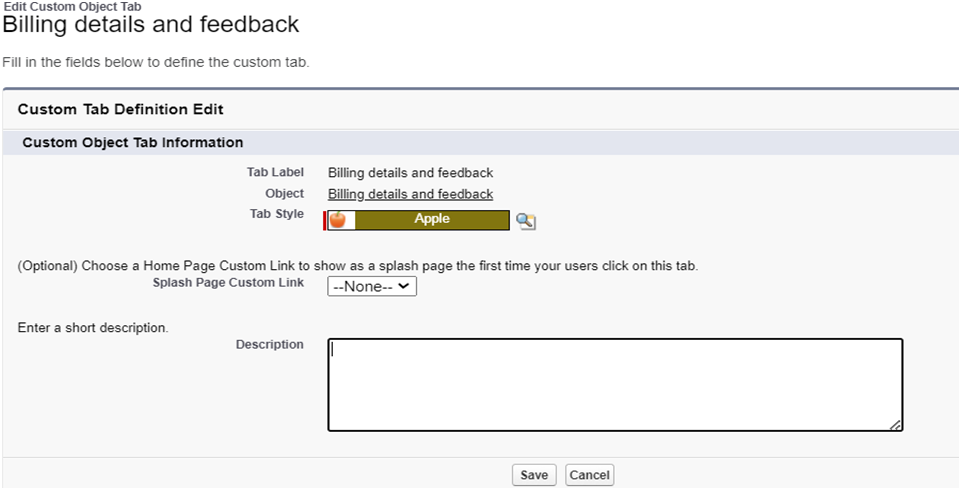 Edit Custom Object Tab
Billing details and feedback
Fill in the fields below to define the custom tab.
Custom Tab Definition Edit
Custom Object Tab Information
Tab Label Billing details and feedback
Object Billing details and feedback
Tab Style Apple
(Optional) Choose a Home Page Custom Link to show as a splash page the first time your users click on this tab.
Splash Page Custom Link --None--
Enter a short description.
Description
Save Cancel